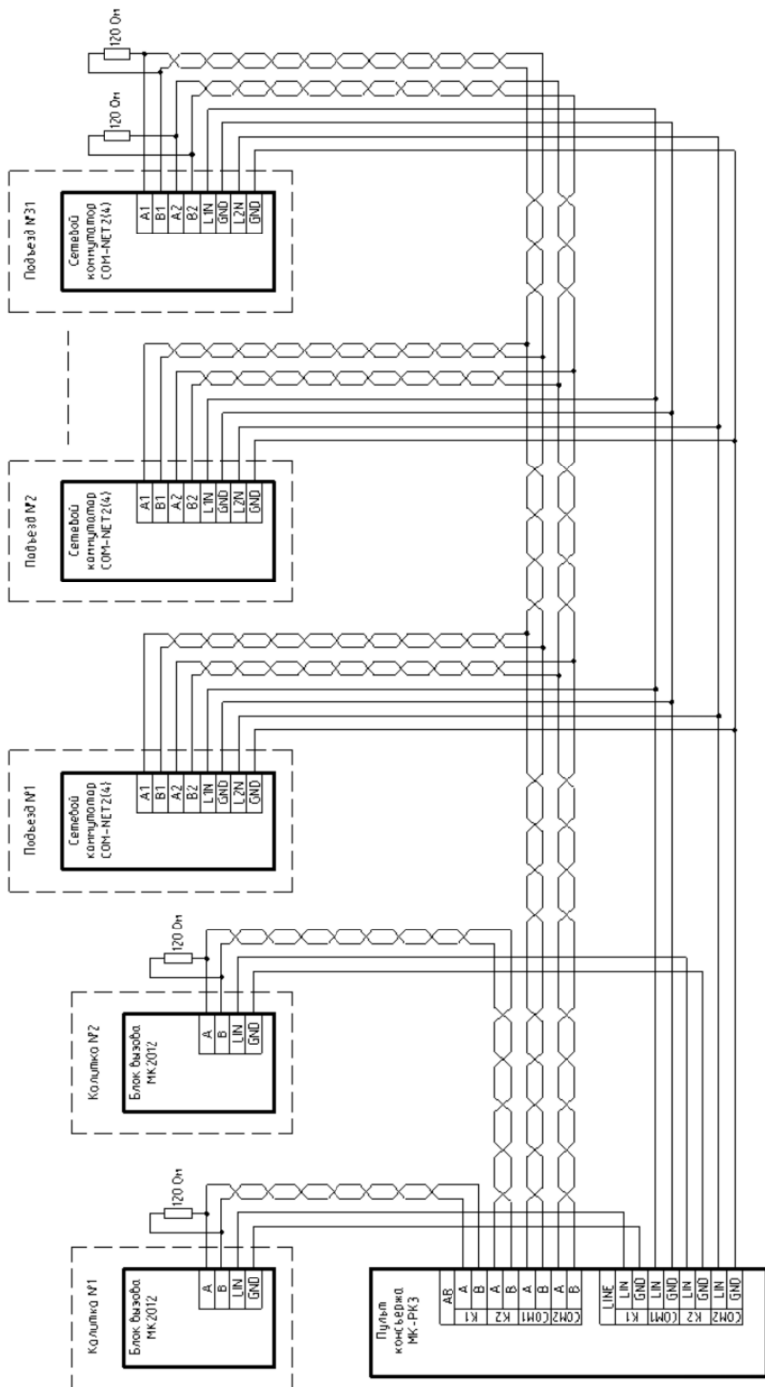 Калитка №1
Блок вызова
МК2012
A
B
LIN
GND
120 Ом
Калитка №2
Блок вызова
МК2012
A
B
LIN
GND
120 Ом
Подъезд №1
Сетевой
коммутатор
COM-NET2(4)
A1
B1
A2
B2
L1N
GND
L2N
GND
Подъезд №2
Сетевой
коммутатор
COM-NET2(4)
A1
B1
A2
B2
L1N
GND
L2N
GND
Подъезд №31
Сетевой
коммутатор
COM-NET2(4)
A1
B1
A2
B2
L1N
GND
L2N
GND
120 Ом
120 Ом
Пульт
консьержа
МК-РК3
AB
K1
A
B
K2
A
B
COM1
A
B
COM2
A
B
LINE
K1
LIN
GND
COM1
LIN
GND
K2
LIN
GND
COM2
LIN
GND